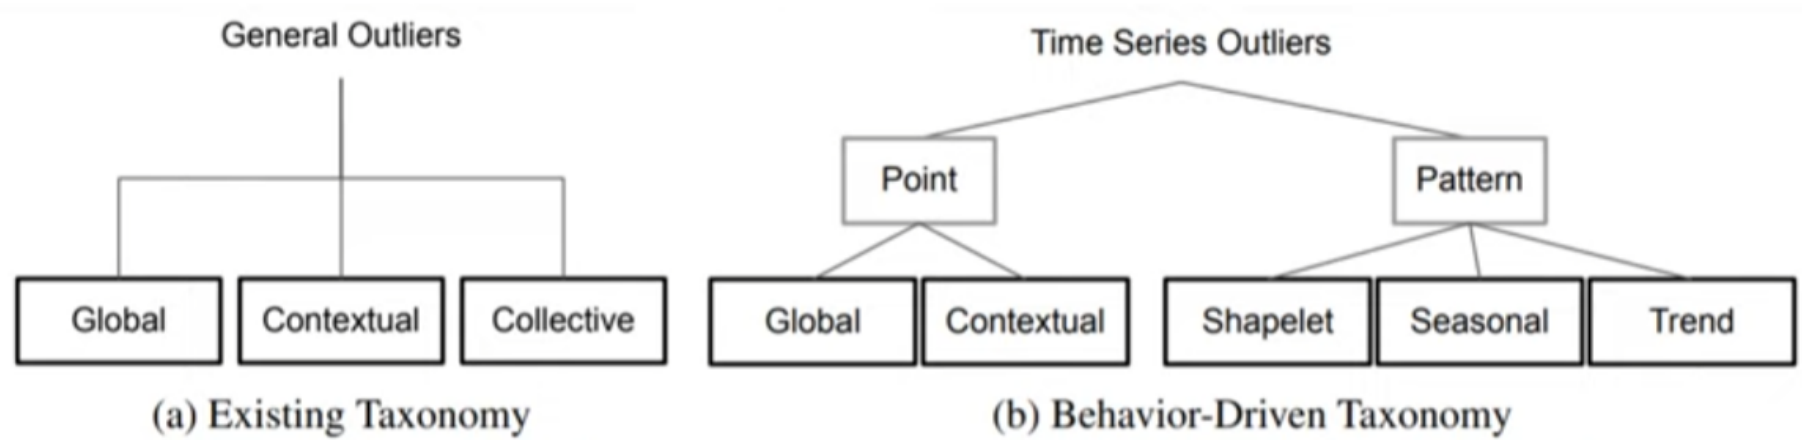 General Outliers
Global
Contextual
Collective
(a) Existing Taxonomy
Time Series Outliers
Point
Pattern
Global
Contextual
Shapelet
Seasonal
Trend
(b) Behavior-Driven Taxonomy